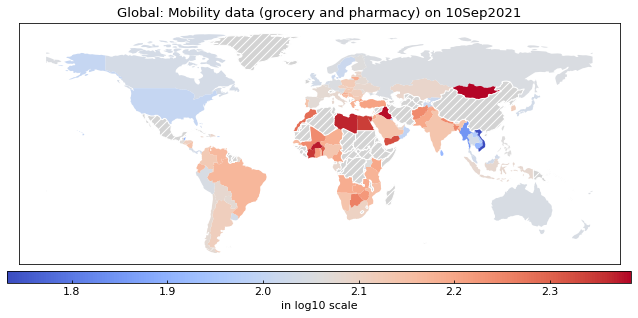 Global: Mobility data (grocery and pharmacy) on 10Sep2021
1.8 1.9 2.0 2.1 2.2 2.3
in log10 scale